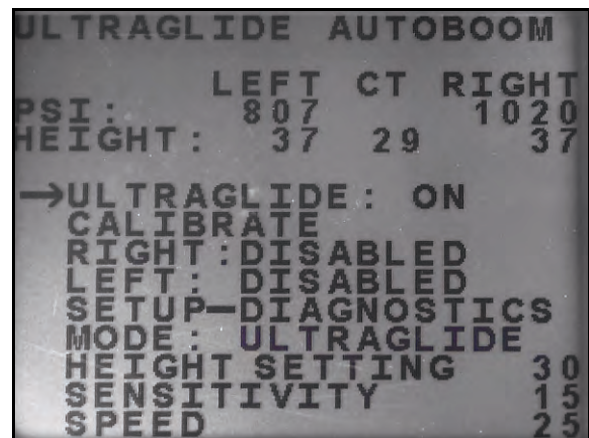 ULTRAGLIDE AUTOBOOM
LEFT CT RIGHT
PSI: 807 1020
HEIGHT: 37 29 37
→ULTRAGLIDE: ON
CALIBRATE
RIGHT:DISABLED
LEFT: DISABLED
SETUP-DIAGNOSTICS
MODE: ULTRAGLIDE
HEIGHT SETTING 30
SENSITIVITY 15
SPEED 25